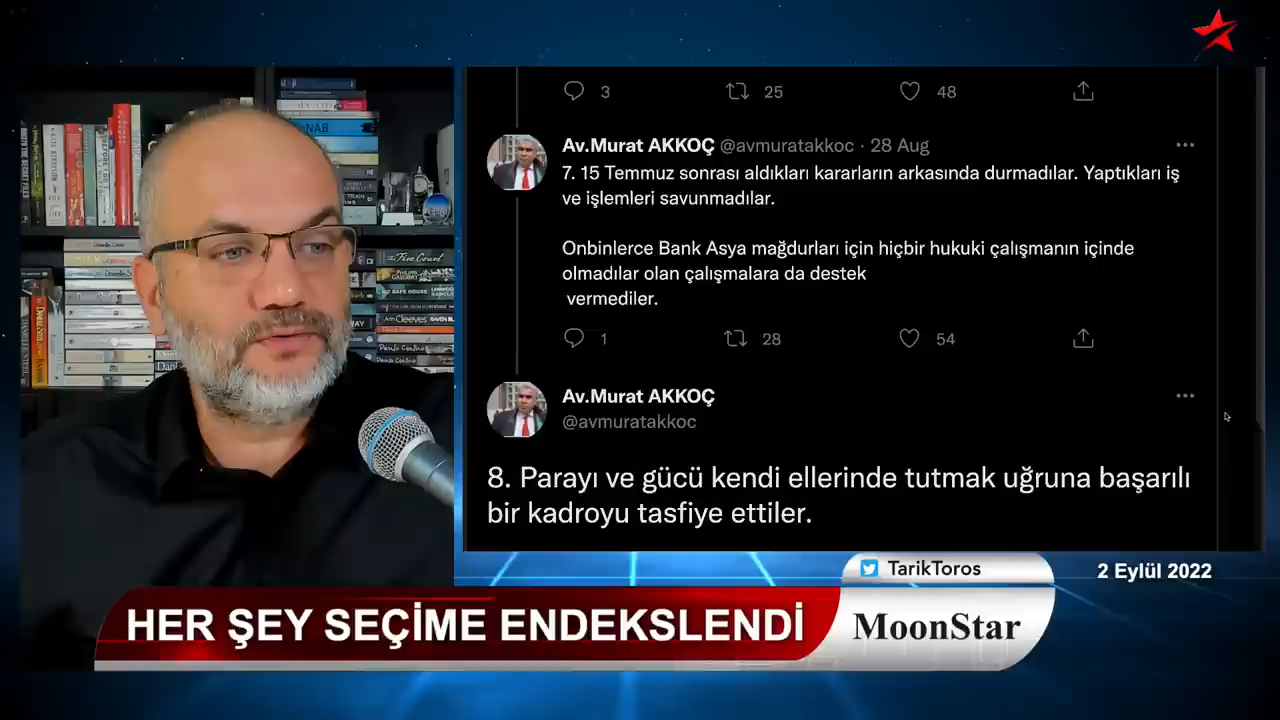 3 25 48
Av.Murat AKKOÇ @avmuratakkoc · 28 Aug
7. 15 Temmuz sonrası aldıkları kararların arkasında durmadılar. Yaptıkları iş
ve işlemleri savunmadılar.
Onbinlerce Bank Asya mağdurları için hiçbir hukuki çalışmanın içinde
olmadılar olan çalışmalara da destek
vermediler.
1 28 54
Av.Murat AKKOÇ
@avmuratakkoc
8. Parayı ve gücü kendi ellerinde tutmak uğruna başarılı
bir kadroyu tasfiye ettiler.
TarikToros
2 Eylül 2022
HER ŞEY SEÇİME ENDEKSLENDİ
MoonStar